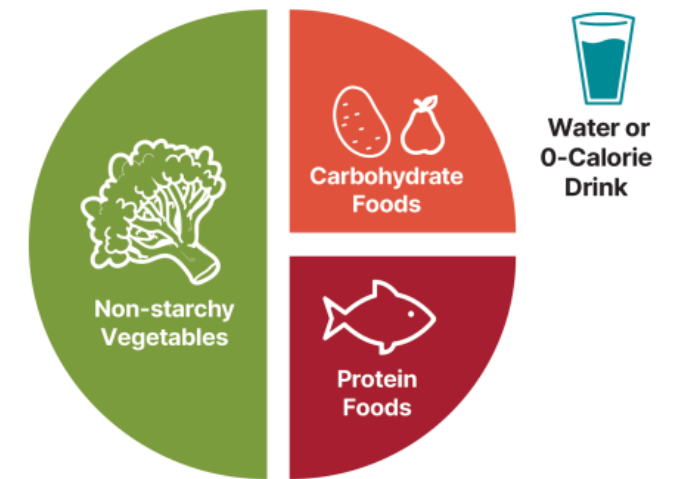 Non-starchy
Vegetables
Carbohydrate
Foods
Protein
Foods
Water or
0-Calorie
Drink